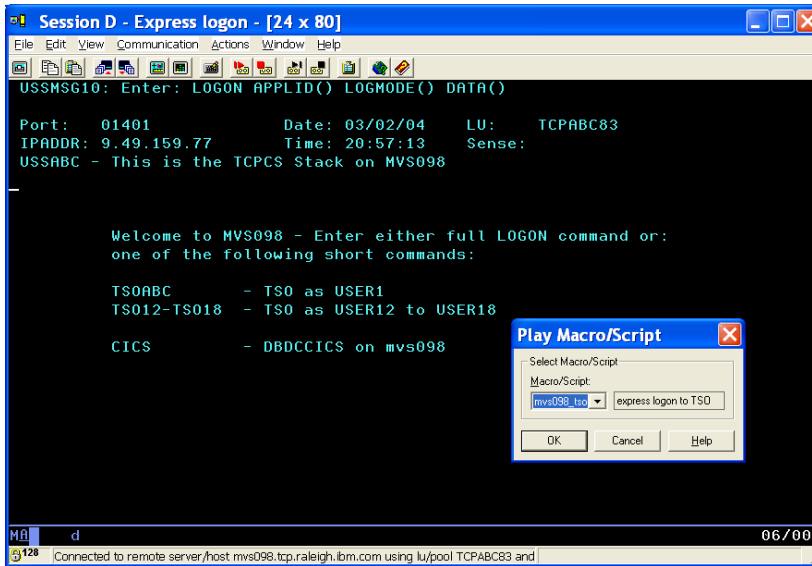 Session D - Express logon - [24 x 80]
File Edit View Communication Actions Window Help
USSMSG10: Enter: LOGON APPLID() LOGMODE() DATA()
Port: 01401 Date: 03/02/04 LU: TCPABC83
IPADDR: 9.49.159.77 Time: 20:57:13 Sense:
USSABC - This is the TCPCS Stack on MVS098
Welcome to MVS098 - Enter either full LOGON command or:
one of the following short commands:
TSOABC - TSO as USER1
TSO12-TSO18 - TSO as USER12 to USER18
CICS - DBDCCICS on mvs098
Play Macro/Script
Select Macro/Script
Macro/Script:
mvs098_tso express logon to TSO
OK Cancel Help
MA d 06/00
128 Connected to remote server/host mvs098.tcp.raleigh.ibm.com using lu/pool TCPABC83 and